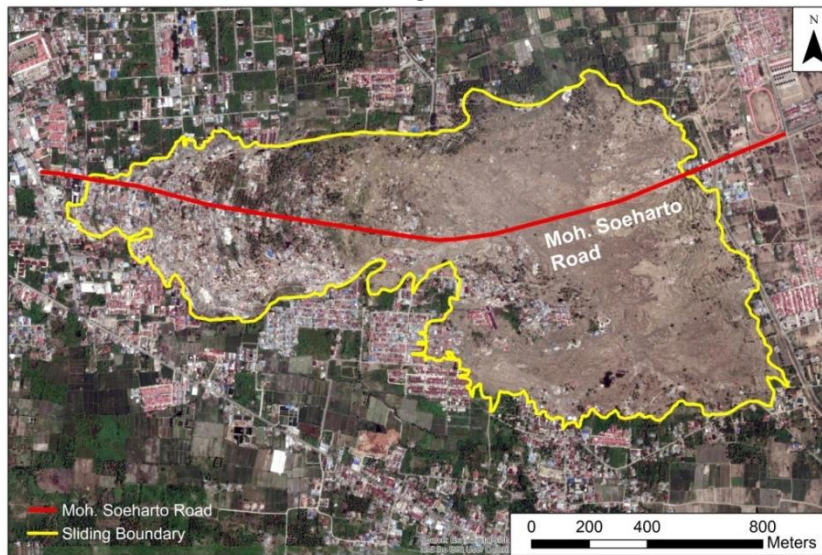 N
Moh. Soeharto
Road
Moh. Soeharto Road
Sliding Boundary
0 200 400 800
Meters